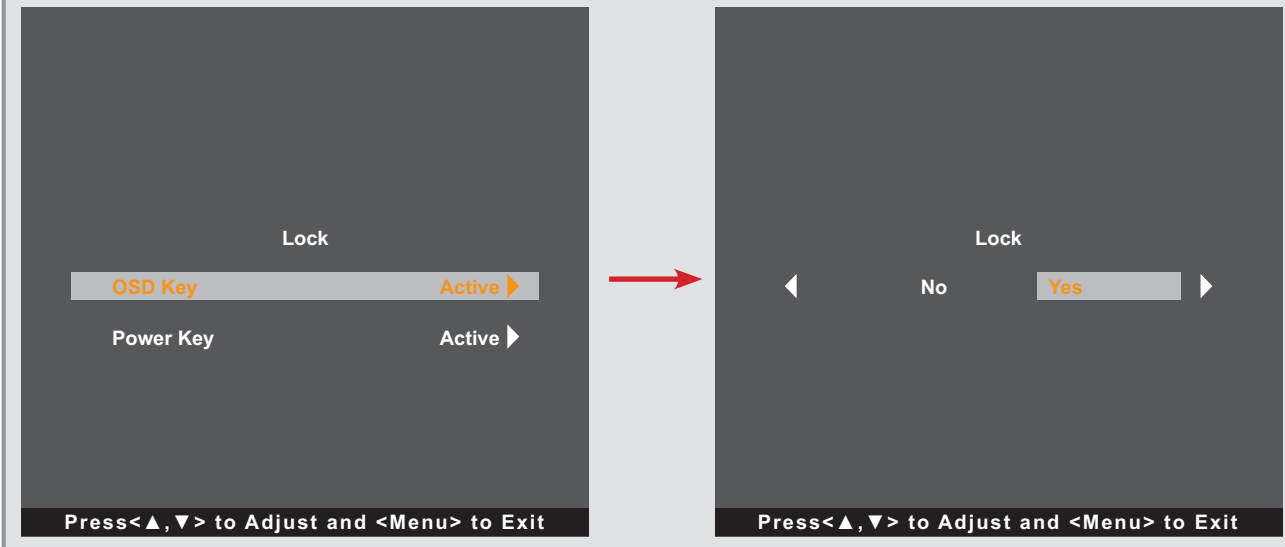 Lock
OSD Key Active
Power Key Active
Press<▲,▼> to Adjust and <Menu> to Exit
Lock
No Yes
Press<▲,▼> to Adjust and <Menu> to Exit